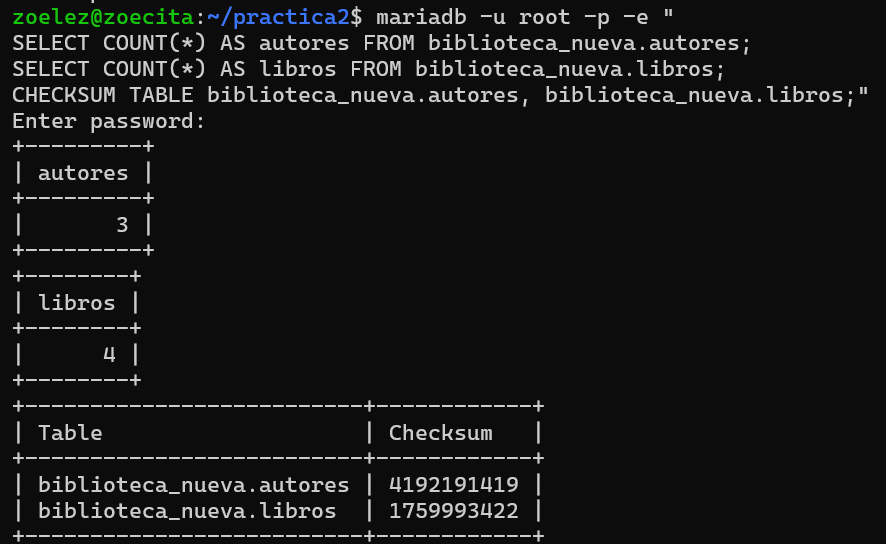 zoelez@zoecita:~/practica2$ mariadb -u root -p -e "
SELECT COUNT(*) AS autores FROM biblioteca_nueva.autores;
SELECT COUNT(*) AS libros FROM biblioteca_nueva.libros;
CHECKSUM TABLE biblioteca_nueva.autores, biblioteca_nueva.libros;"
Enter password:
+---------+
| autores |
+---------+
|       3 |
+---------+
+--------+
| libros |
+--------+
|      4 |
+--------+
+--------------------------+------------+
| Table                    | Checksum   |
+--------------------------+------------+
| biblioteca_nueva.autores | 4192191419 |
| biblioteca_nueva.libros  | 1759993422 |
+--------------------------+------------+